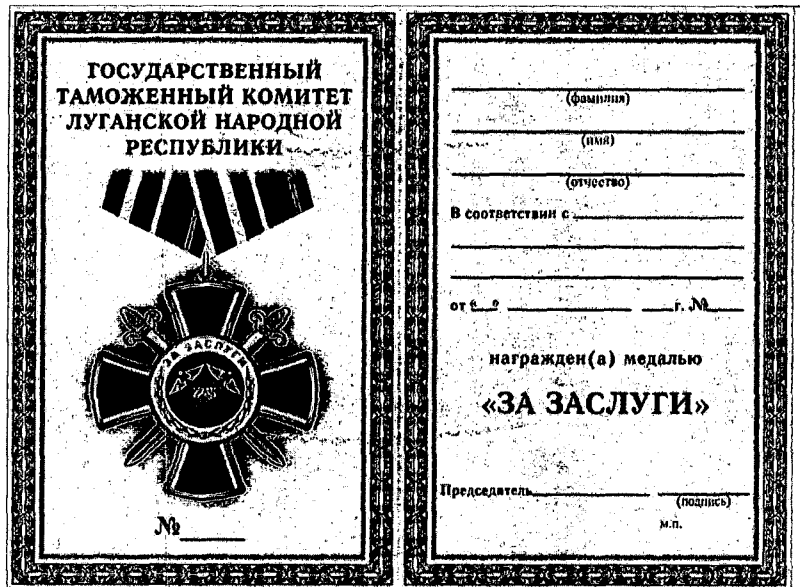 ГОСУДАРСТВЕННЫЙ
ТАМОЖЕННЫЙ КОМИТЕТ
ЛУГАНСКОЙ НАРОДНОЙ
РЕСПУБЛИКИ
ЗА ЗАСЛУГИ
№
(фамилия)
(имя)
(отчество)
В соответствии с
от « » г. №
награжден(а) медалью
«ЗА ЗАСЛУГИ»
Председатель
(подпись)
м.п.